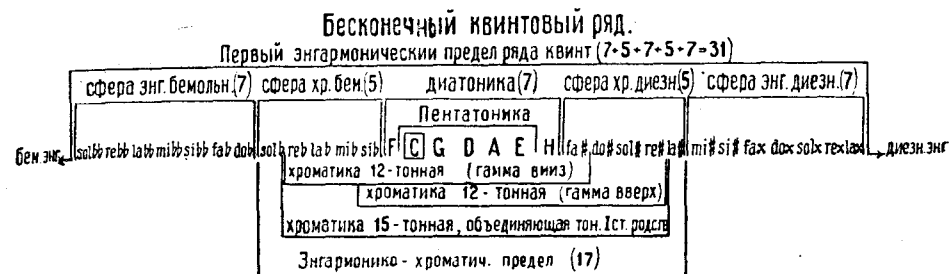 Бесконечный квинтовый ряд.
Первый энгармонический предел ряда квинт (7+5+7+5+7=31)
сфера энг. бемольн.(7) сфера хр. бем.(5) диатоника(7) сфера хр. диезн.(5) сфера энг. диезн.(7)
Пентатоника
бем. энг. solbb rebb labb mibb sibb fab dob solb reb lab mib sib F C G D A E H fa# do# sol# re# la# mi# si# fax dox solx rex lax диезн. энг
хроматика 12-тонная (гамма вниз)
хроматика 12-тонная (гамма вверх)
хроматика 15-тонная, объединяющая тон. I ст. родств
Энгармонико-хроматич. предел (17)